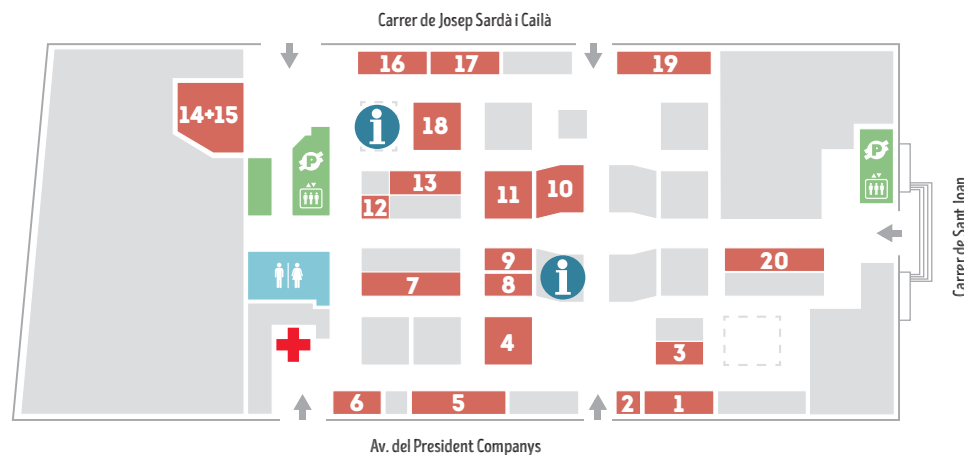 Carrer de Josep Sardà i Cailà
16
17
19
14+15
i
18
P
P
13
12
11
10
Carrer de Sant Joan
9
8
i
7
20
4
3
6
5
2
1
Av. del President Companys